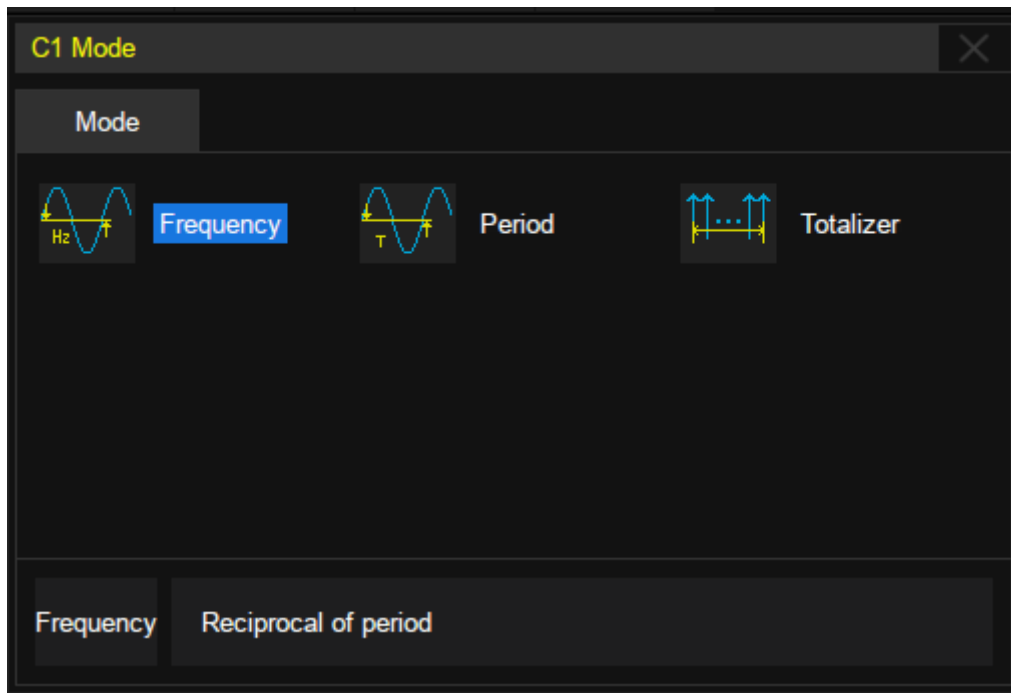 C1 Mode
Mode
Hz
Frequency
T
Period
Totalizer
Frequency
Reciprocal of period